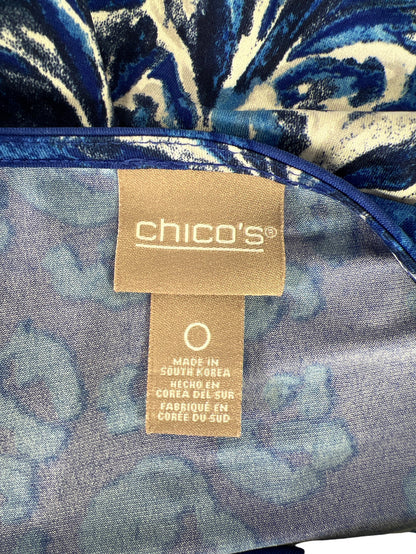 chico's®
0
MADE IN
SOUTH KOREA
HECHO EN
COREA DEL SUR
FABRIQUÉ EN
CORÉE DU SUD